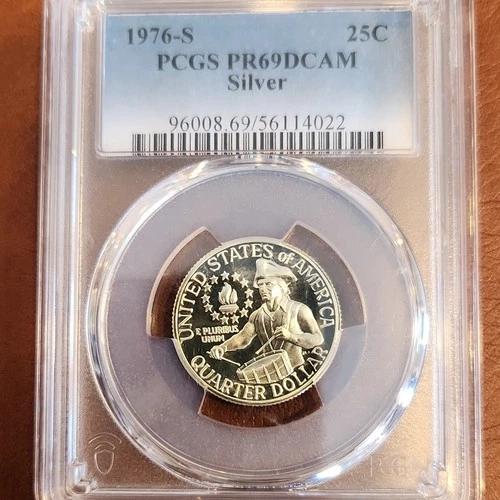 1976-S 25C
PCGS PR69DCAM
Silver
96008.69/56114022
UNITED STATES of AMERICA
E PLURIBUS
UNUM
QUARTER DOLLAR